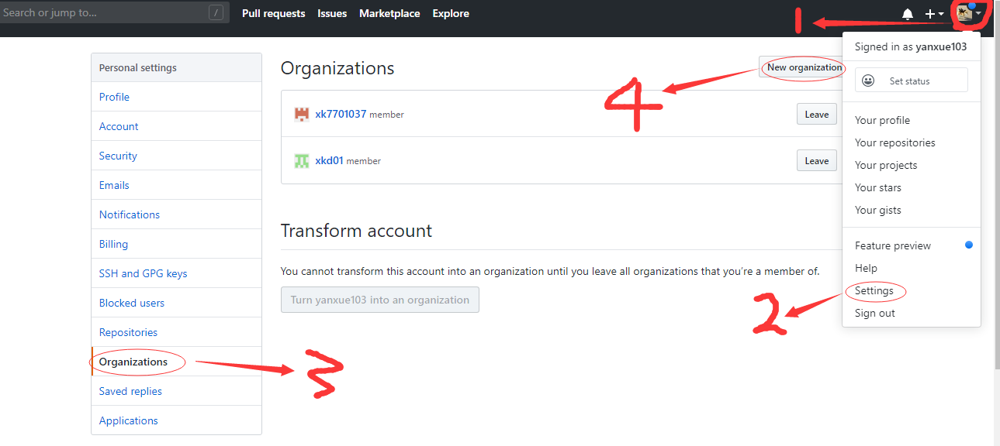 Search or jump to... /
Pull requests Issues Marketplace Explore
1
Signed in as yanxue103
Set status
Your profile
Your repositories
Your projects
Your stars
Your gists
Feature preview
Help
Settings
Sign out
2
Personal settings
Profile
Account
Security
Emails
Notifications
Billing
SSH and GPG keys
Blocked users
Repositories
Organizations
Saved replies
Applications
3
Organizations
New organization
4
xk7701037 member
Leave
xkd01 member
Leave
Transform account
You cannot transform this account into an organization until you leave all organizations that you're a member of.
Turn yanxue103 into an organization